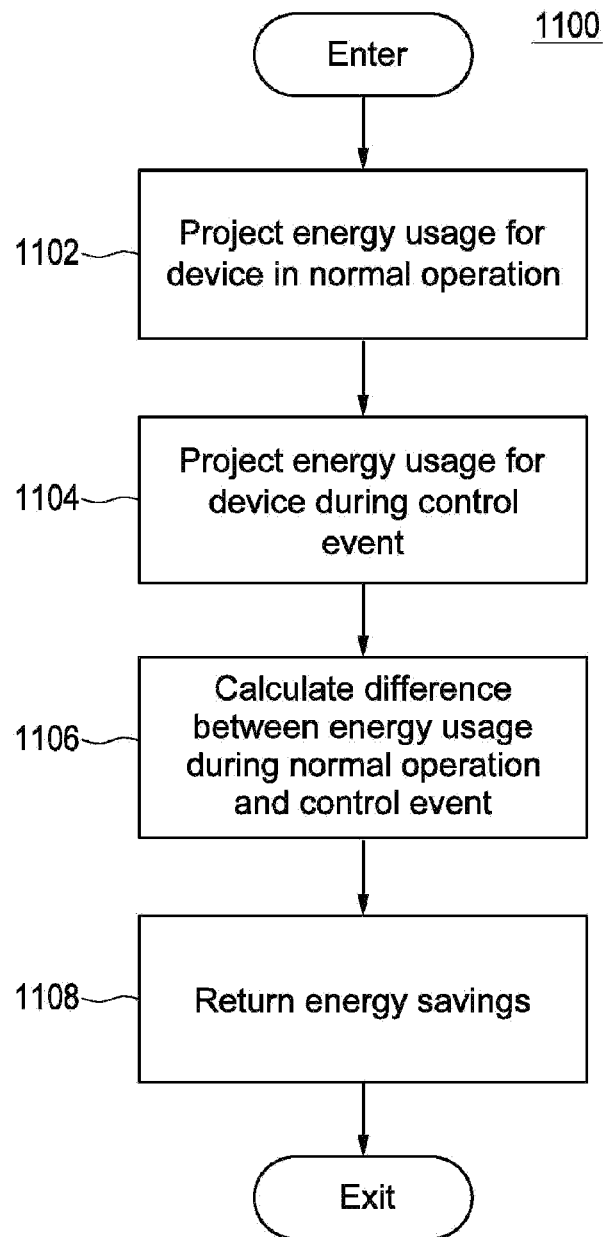 1100
Enter
1102
Project energy usage for
device in normal operation
1104
Project energy usage for
device during control
event
1106
Calculate difference
between energy usage
during normal operation
and control event
1108
Return energy savings
Exit